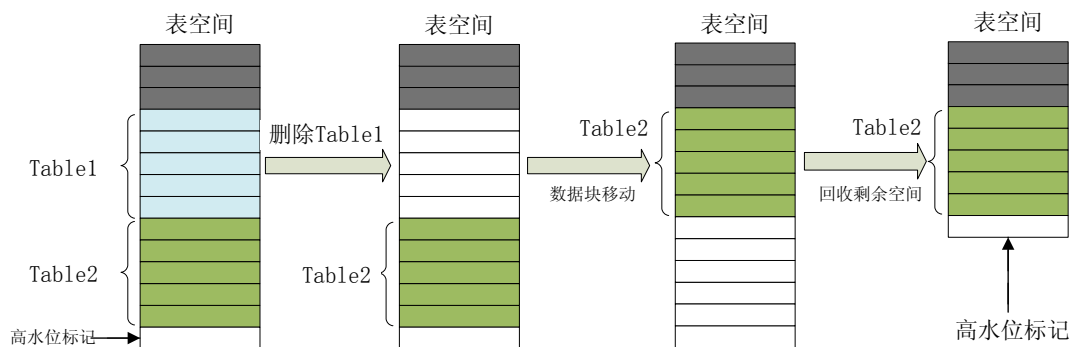 表空间
表空间
表空间
表空间
Table1
Table2
高水位标记
删除Table1
Table2
数据块移动
Table2
回收剩余空间
Table2
高水位标记